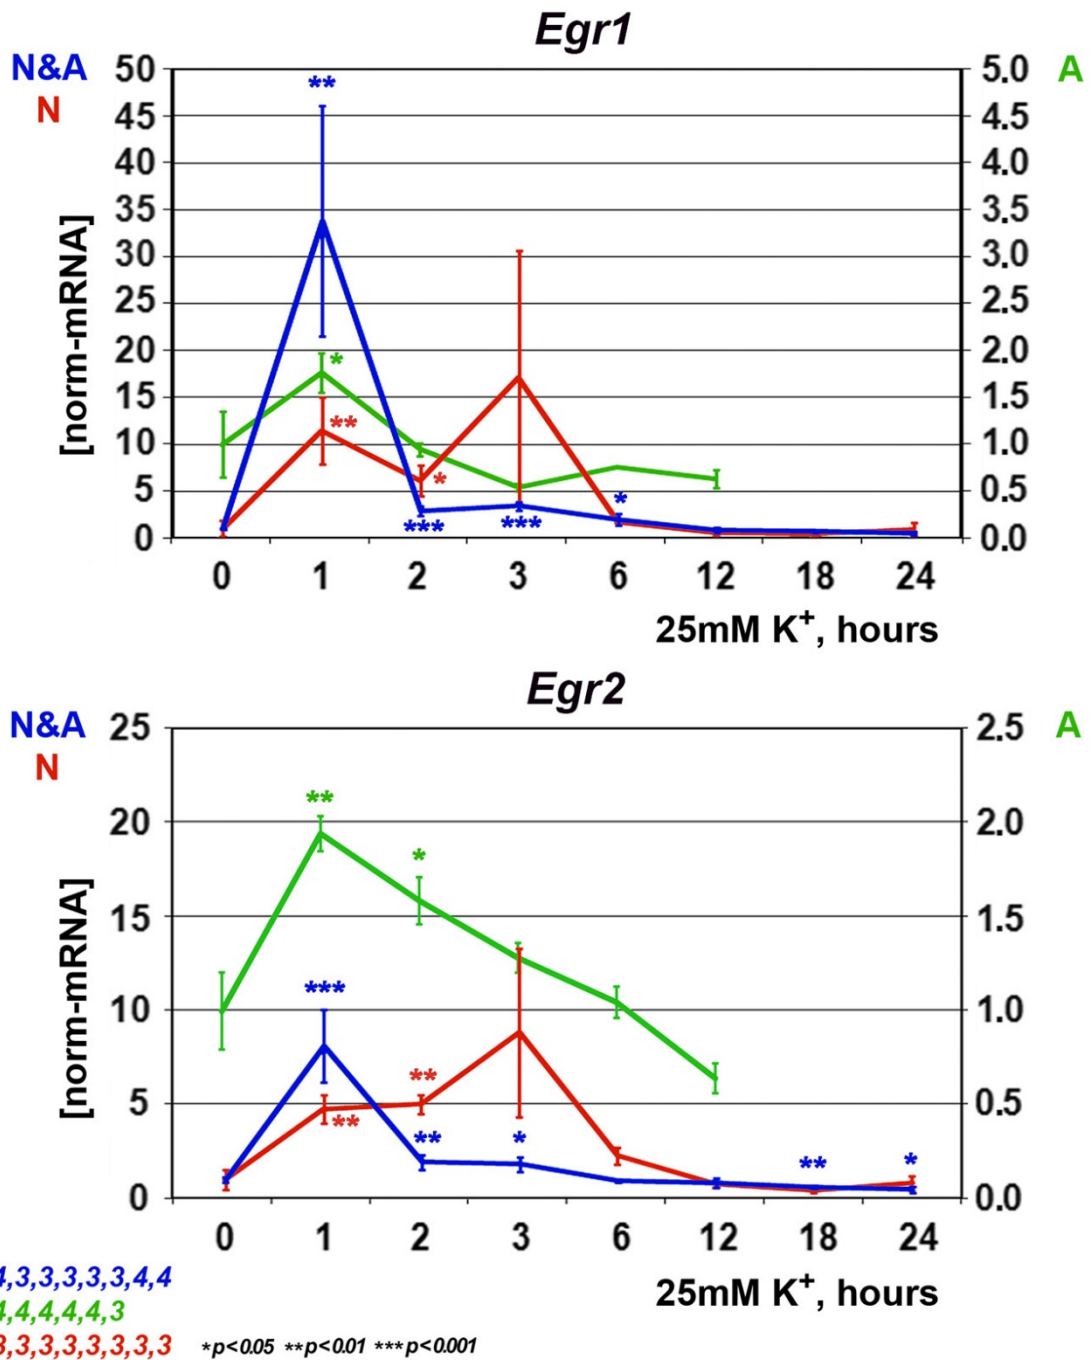 Egr1
N&A 50 ** 5.0 A
N 45 4.5
40 4.0
35 3.5
[norm-mRNA]
30 3.0
25 2.5
20 * 2.0
15 ** 1.5
10 1.0
5 * * 0.5
*** ***
0 0.0
0 1 2 3 6 12 18 24
25mM K+, hours
Egr2
N&A 25 2.5 A
N
20 ** 2.0
*
15 1.5
[norm-mRNA]
*** 
10 1.0
**
5 ** 0.5
** * ** *
0 0.0
0 1 2 3 6 12 18 24
25mM K+, hours
4,3,3,3,3,3,4,4
4,4,4,4,4,3
3,3,3,3,3,3,3,3
*p<0.05 **p<0.01 ***p<0.001